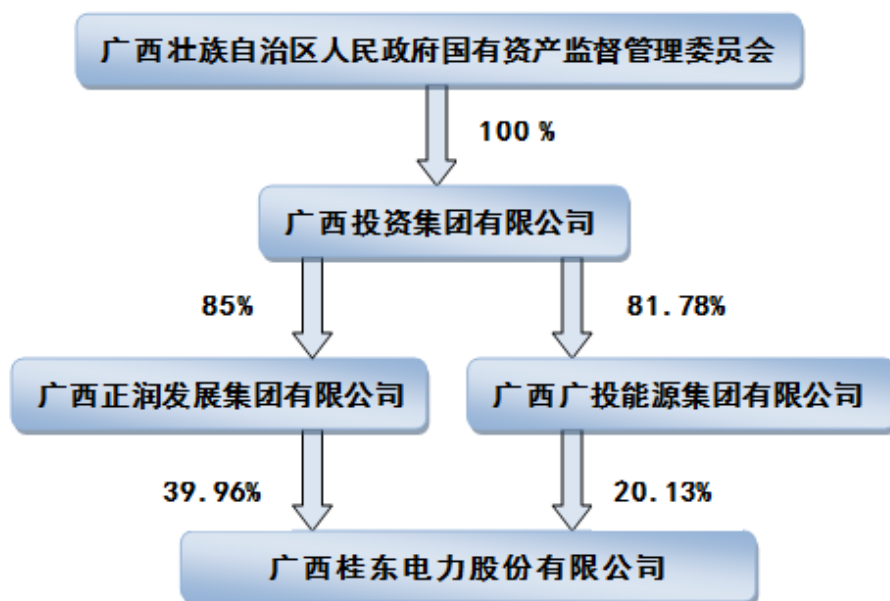 广西壮族自治区人民政府国有资产监督管理委员会
100 %
广西投资集团有限公司
85%
81.78%
广西正润发展集团有限公司
广西广投能源集团有限公司
39.96%
20.13%
广西桂东电力股份有限公司